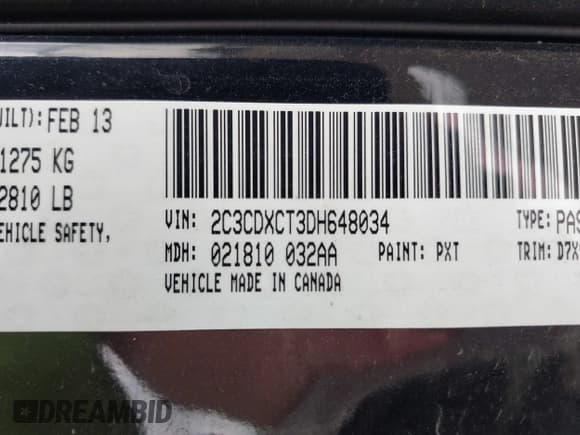 UILT): FEB 13
1275 KG
2810 LB
EHICLE SAFETY,
VIN: 2C3CDXCT3DH648034
TYPE: PAS
MDH: 021810 032AA
PAINT: PXT
TRIM: D7X
VEHICLE MADE IN CANADA
DREAMBID